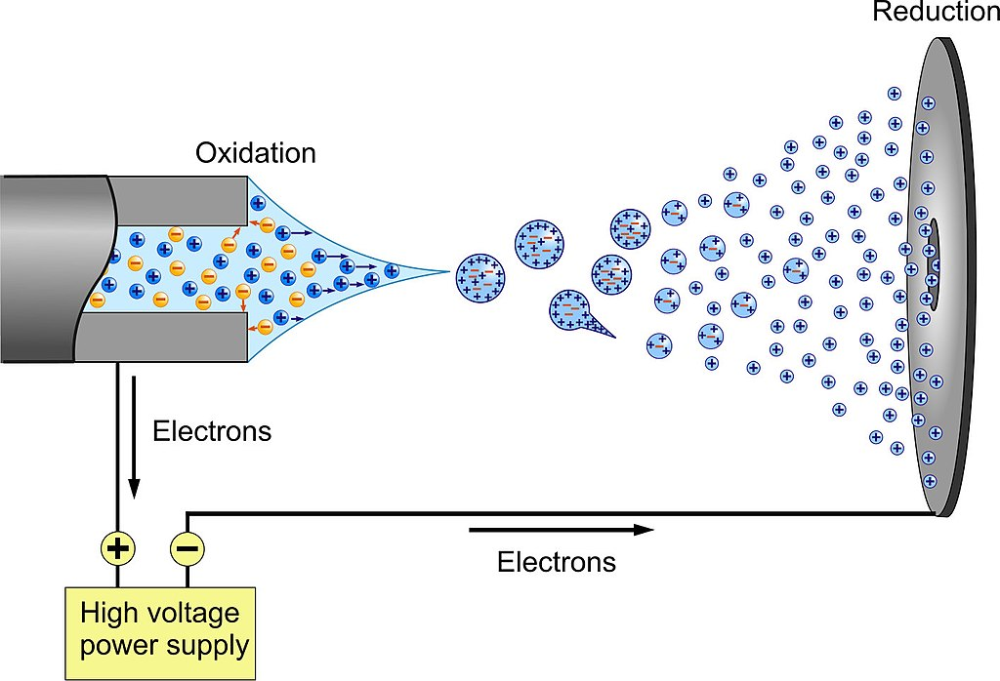 Reduction
Oxidation
Electrons
Electrons
High voltage
power supply